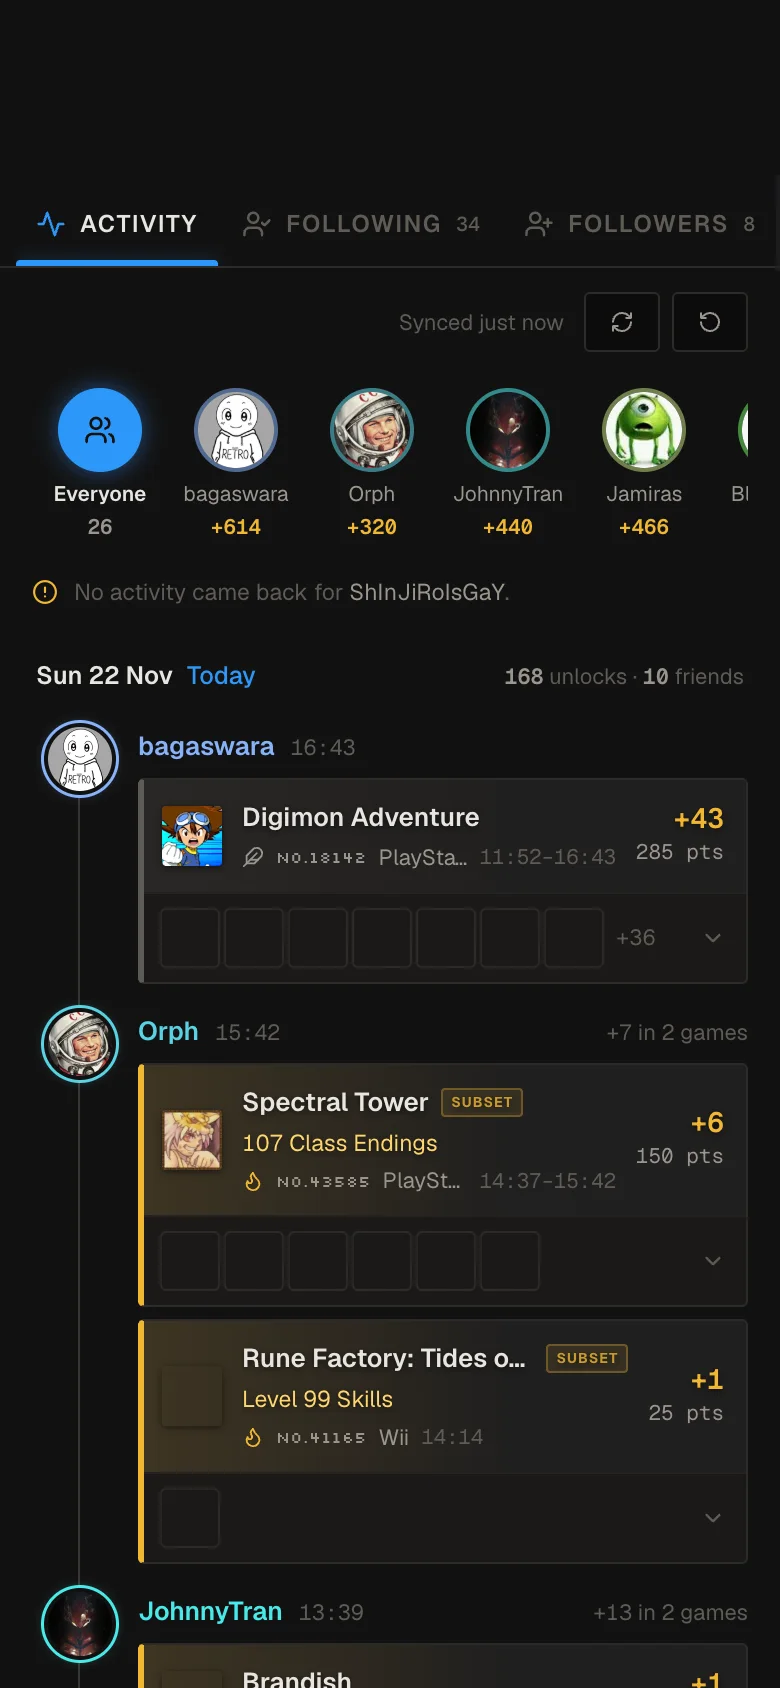 ACTIVITY FOLLOWING 34 FOLLOWERS 8
Synced just now
Everyone bagaswara Orph JohnnyTran Jamiras Bl
26 +614 +320 +440 +466
No activity came back for ShInJiRoIsGaY.
Sun 22 Nov Today 168 unlocks · 10 friends
bagaswara 16:43
Digimon Adventure +43
NO.18142 PlaySta… 11:52–16:43 285 pts
+36
Orph 15:42 +7 in 2 games
Spectral Tower SUBSET
107 Class Endings +6
NO.43585 PlaySt… 14:37–15:42 150 pts
Rune Factory: Tides o… SUBSET
Level 99 Skills +1
NO.41165 Wii 14:14 25 pts
JohnnyTran 13:39 +13 in 2 games
Brandish +1